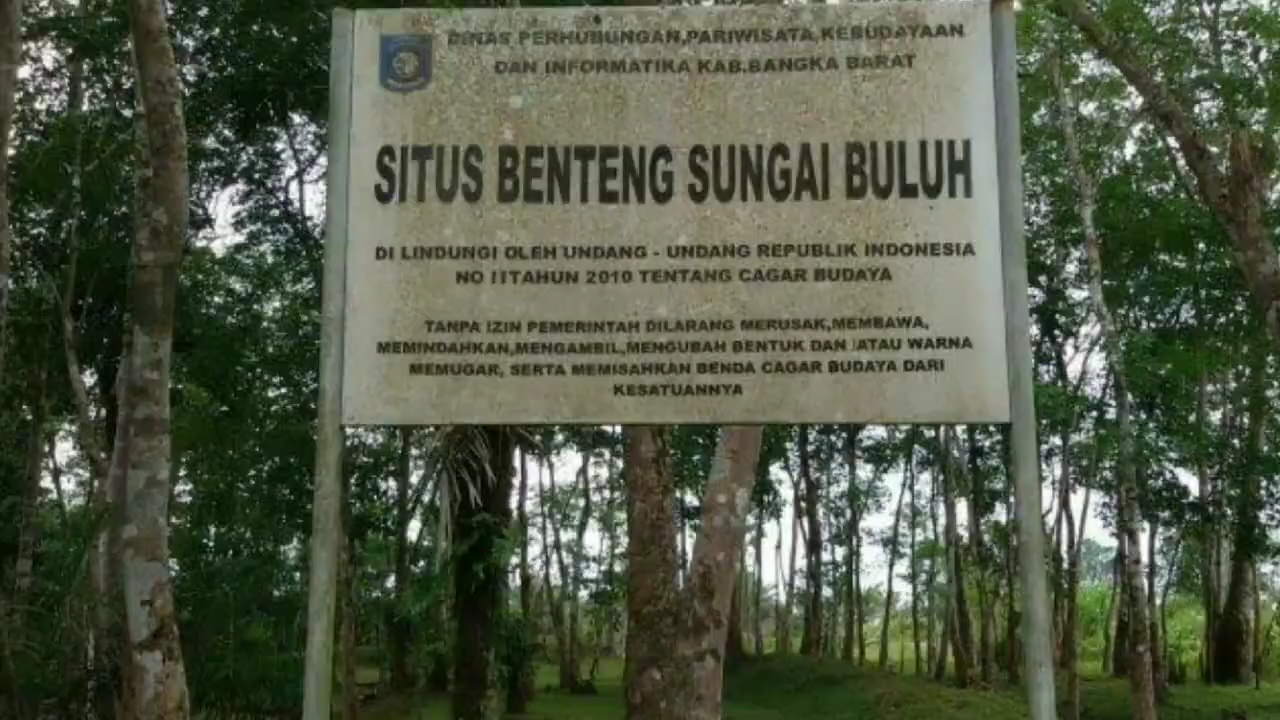 DINAS PERHUBUNGAN,PARIWISATA,KEBUDAYAAN
DAN INFORMATIKA KAB.BANGKA BARAT
SITUS BENTENG SUNGAI BULUH
DI LINDUNGI OLEH UNDANG - UNDANG REPUBLIK INDONESIA
NO 11TAHUN 2010 TENTANG CAGAR BUDAYA
TANPA IZIN PEMERINTAH DILARANG MERUSAK,MEMBAWA,
MEMINDAHKAN,MENGAMBIL,MENGUBAH BENTUK DAN /ATAU WARNA
MEMUGAR, SERTA MEMISAHKAN BENDA CAGAR BUDAYA DARI
KESATUANNYA